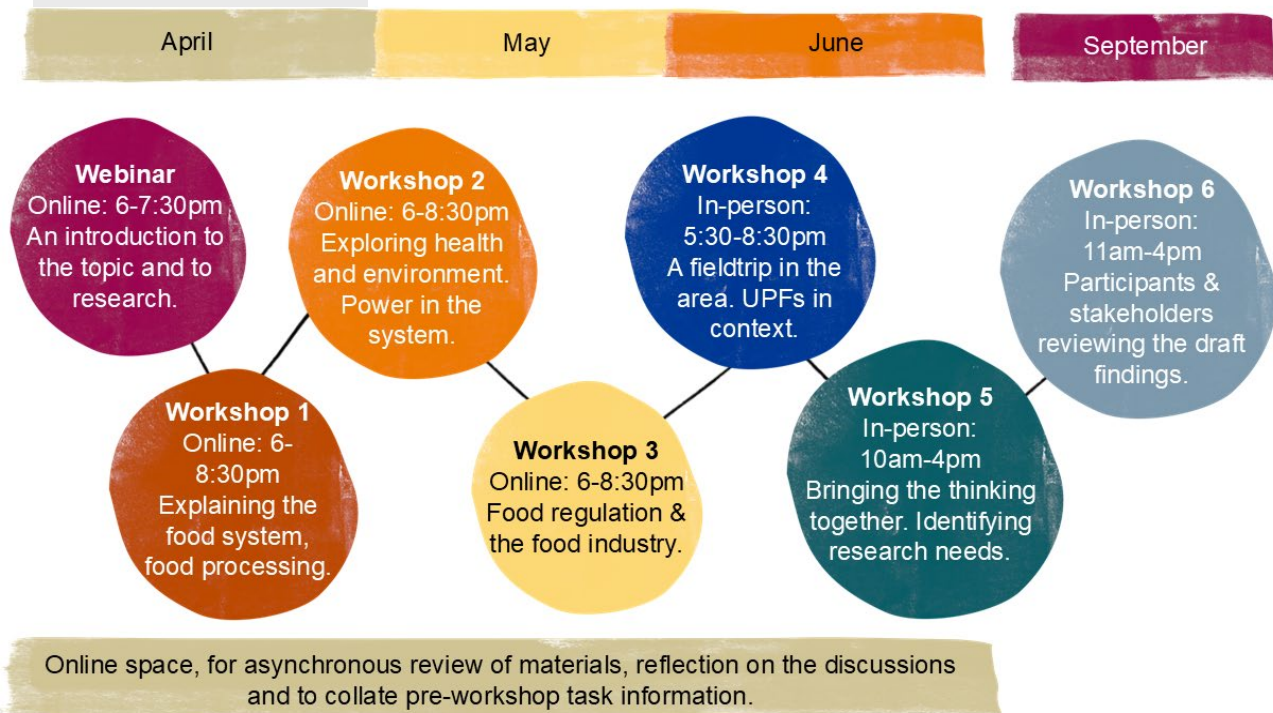 April
May
June
September
Webinar
Online: 6-7:30pm
An introduction to
the topic and to
research.
Workshop 1
Online: 6-
8:30pm
Explaining the
food system,
food processing.
Workshop 2
Online: 6-8:30pm
Exploring health
and environment.
Power in the
system.
Workshop 3
Online: 6-8:30pm
Food regulation &
the food industry.
Workshop 4
In-person:
5:30-8:30pm
A fieldtrip in the
area. UPFs in
context.
Workshop 5
In-person:
10am-4pm
Bringing the thinking
together. Identifying
research needs.
Workshop 6
In-person:
11am-4pm
Participants &
stakeholders
reviewing the draft
findings.
Online space, for asynchronous review of materials, reflection on the discussions
and to collate pre-workshop task information.